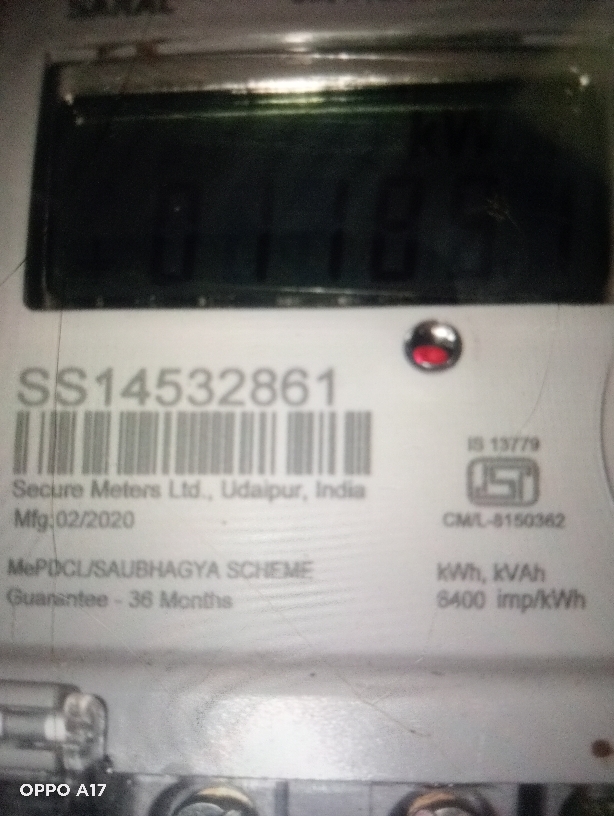 SARAL
SS14532861
Secure Meters Ltd., Udaipur, India
Mfg:02/2020
IS 13779
CM/L-8150362
MePDCL/SAUBHAGYA SCHEME
Guarantee - 36 Months
kWh, kVAh
6400 imp/kWh
OPPO A17